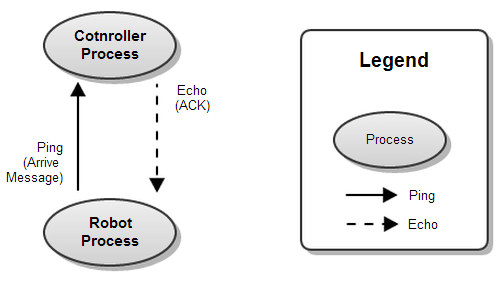 Cotnroller
Process
Echo
(ACK)
Ping
(Arrive
Message)
Robot
Process
Legend
Process
Ping
Echo